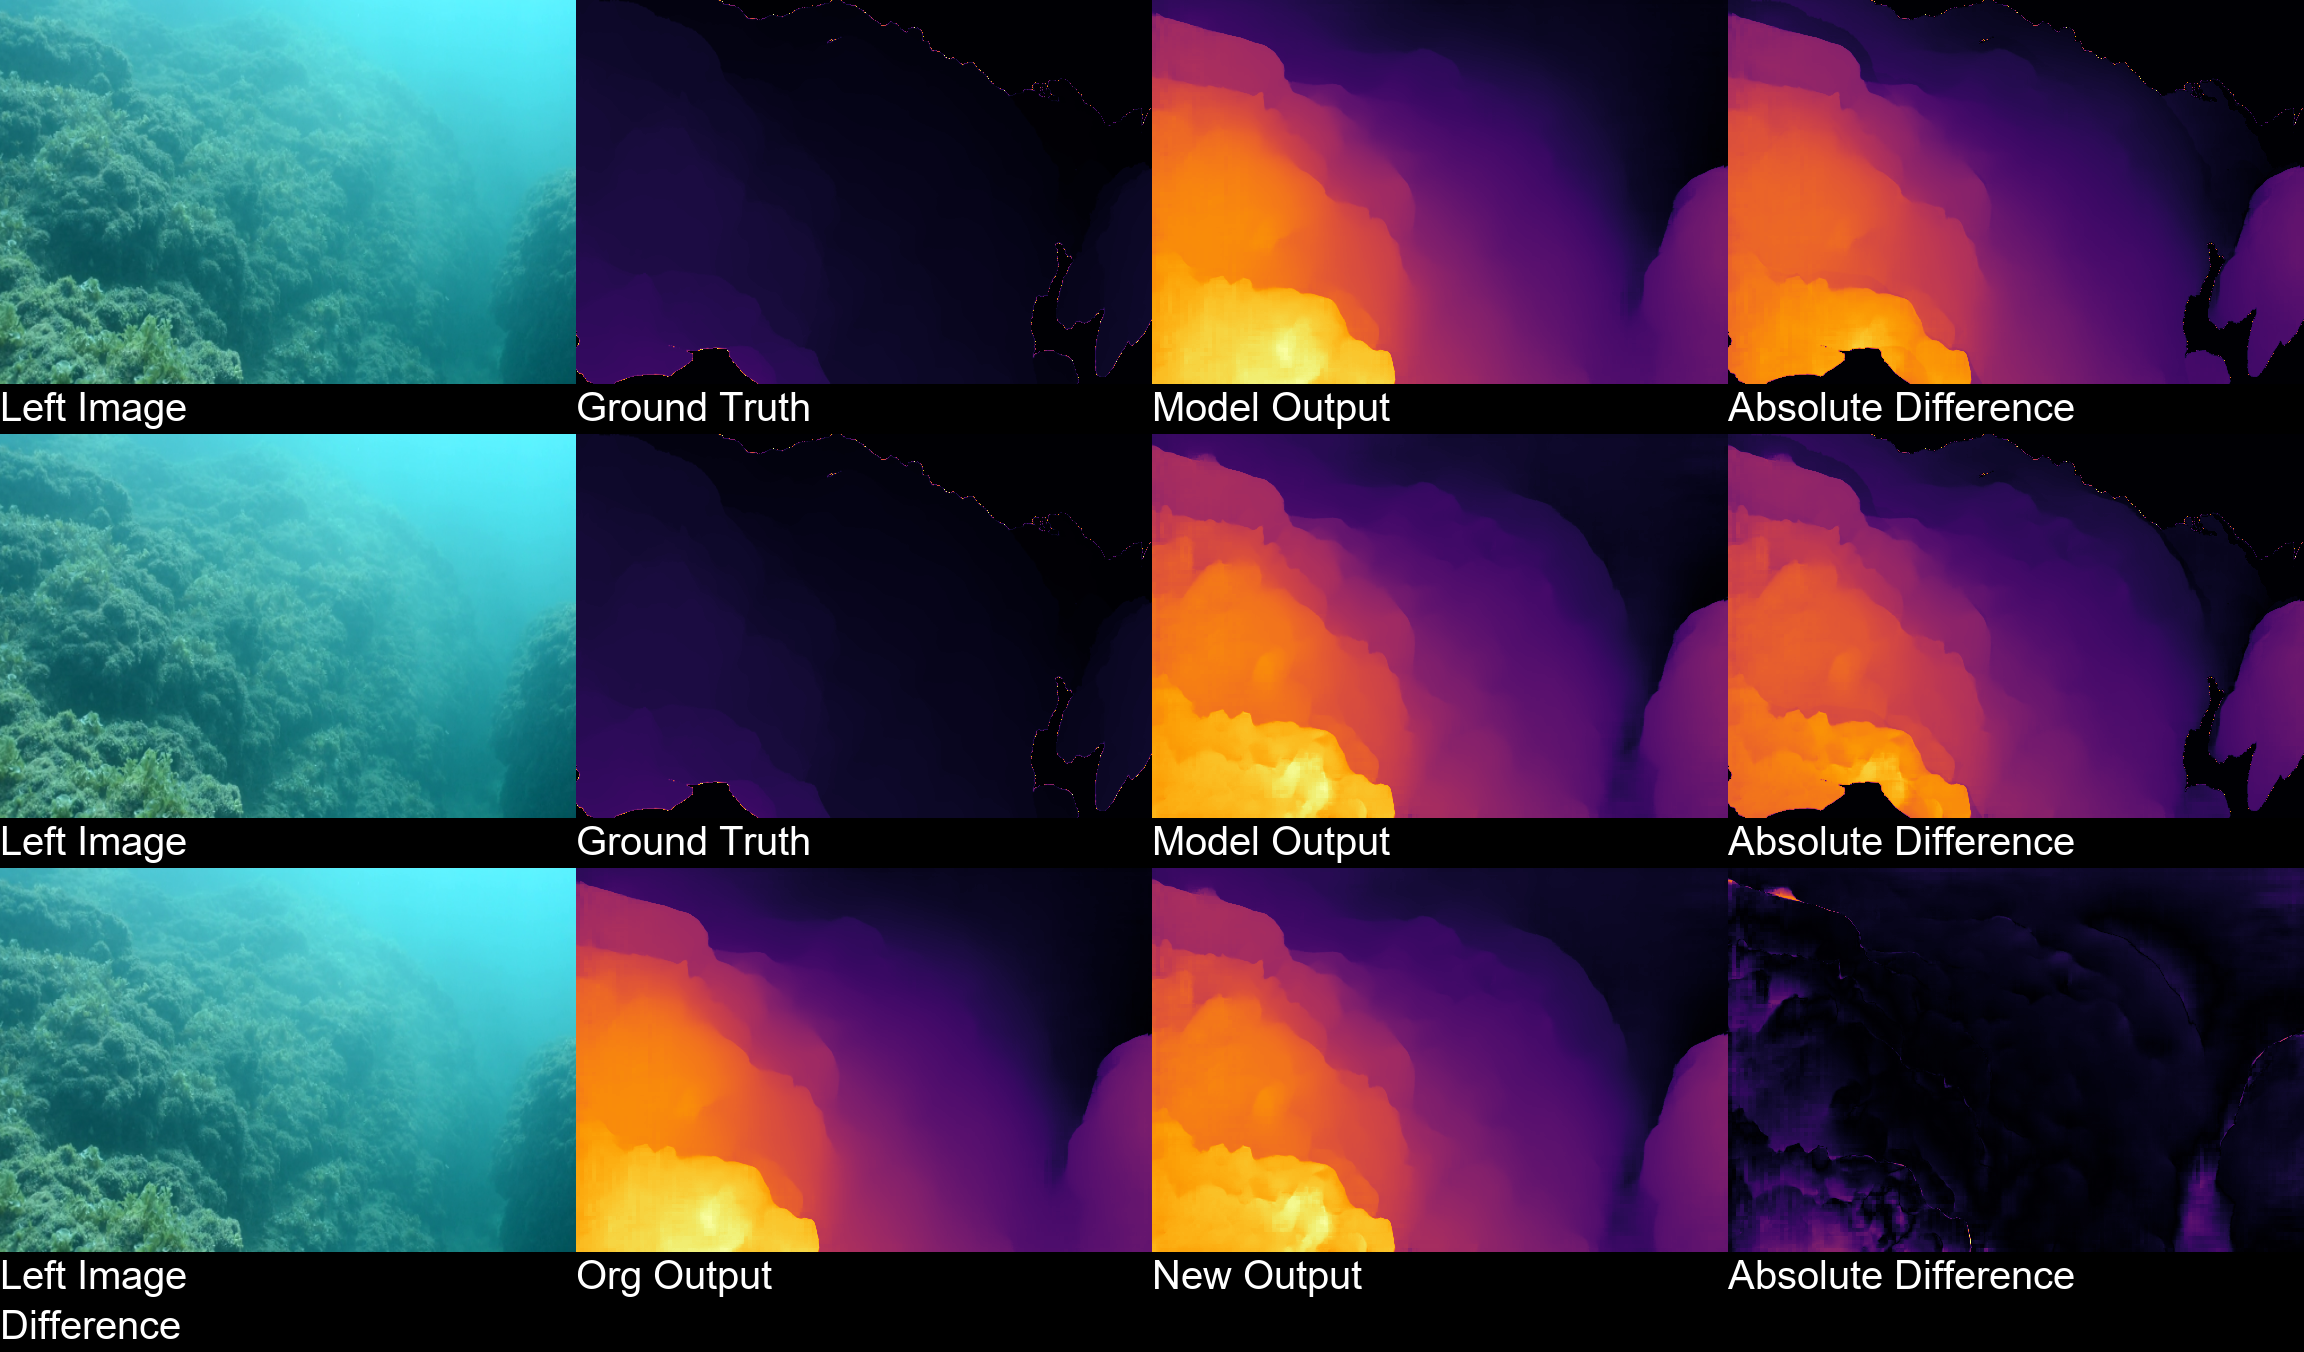 Left Image
Ground Truth
Model Output
Absolute Difference
Left Image
Ground Truth
Model Output
Absolute Difference
Left Image
Org Output
New Output
Absolute Difference
Difference